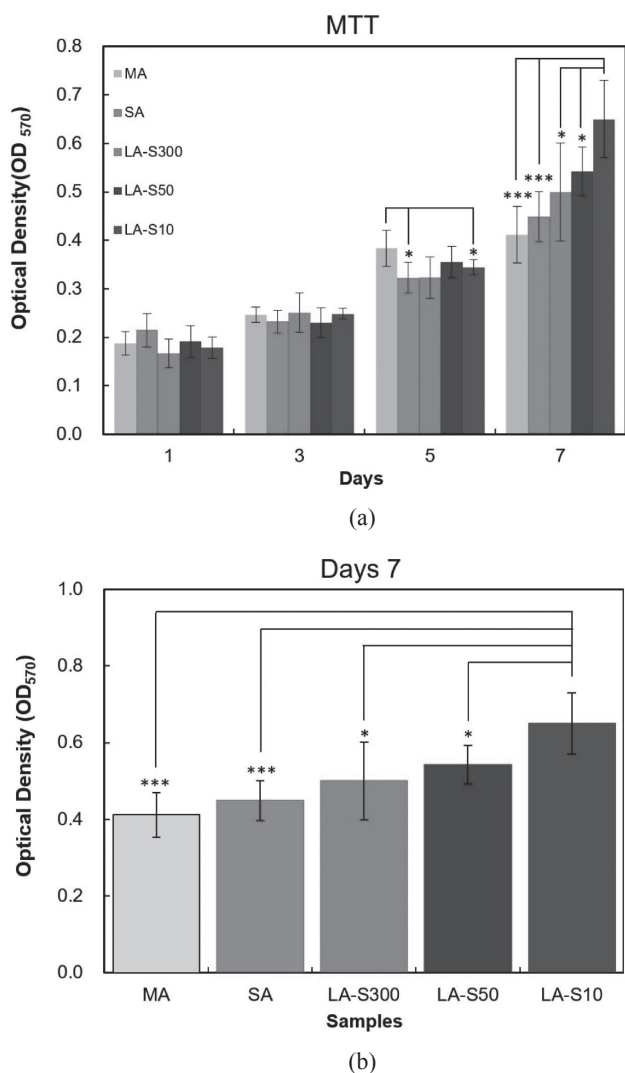 MTT
Optical Density(OD 570)
0.8
0.7
0.6
0.5
0.4
0.3
0.2
0.1
0.0
MA
SA
LA-S300
LA-S50
LA-S10
* * *** *** * *
1 3 5 7
Days
(a)
Days 7
Optical Density (OD570)
1.0
0.8
0.6
0.4
0.2
0.0
*** *** * *
MA SA LA-S300 LA-S50 LA-S10
Samples
(b)